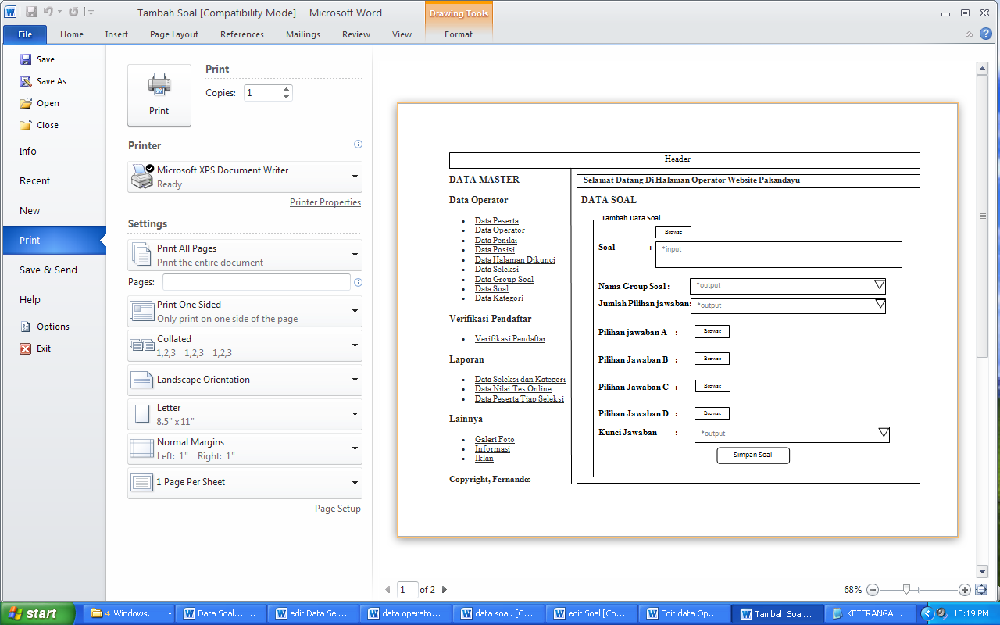 Tambah Soal [Compatibility Mode] - Microsoft Word
Drawing Tools
File
Home
Insert
Page Layout
References
Mailings
Review
View
Format
Save
Save As
Open
Close
Info
Recent
New
Print
Save & Send
Help
Options
Exit
Print
Print
Copies: 1
Printer
Microsoft XPS Document Writer
Ready
Printer Properties
Settings
Print All Pages
Print the entire document
Pages:
Print One Sided
Only print on one side of the page
Collated
1,2,3 1,2,3 1,2,3
Landscape Orientation
Letter
8.5" x 11"
Normal Margins
Left: 1" Right: 1"
1 Page Per Sheet
Page Setup
Header
DATA MASTER
Data Operator
Data Peserta
Data Operator
Data Penilai
Data Posisi
Data Halaman Dikunci
Data Seleksi
Data Group Soal
Data Soal
Data Kategori
Verifikasi Pendaftar
Verifikasi Pendaftar
Laporan
Data Seleksi dan Kategori
Data Nilai Tes Online
Data Peserta Tiap Seleksi
Lainnya
Galeri Foto
Informasi
Iklan
Copyright, Fernandes
Selamat Datang Di Halaman Operator Website Pakandayu
DATA SOAL
Tambah Data Soal
Browse
Soal : *input
Nama Group Soal : *output
Jumlah Pilihan jawaban: *output
Pilihan jawaban A : Browse
Pilihan Jawaban B : Browse
Pilihan Jawaban C : Browse
Pilihan Jawaban D : Browse
Kunci Jawaban : *output
Simpan Soal
1 of 2
68%
start
4 Windows...
Data Soal.......
edit Data Sel...
data operato...
data soal. [C...
edit Soal [Co...
Edit data Op...
Tambah Soal...
KETERANGA...
10:19 PM